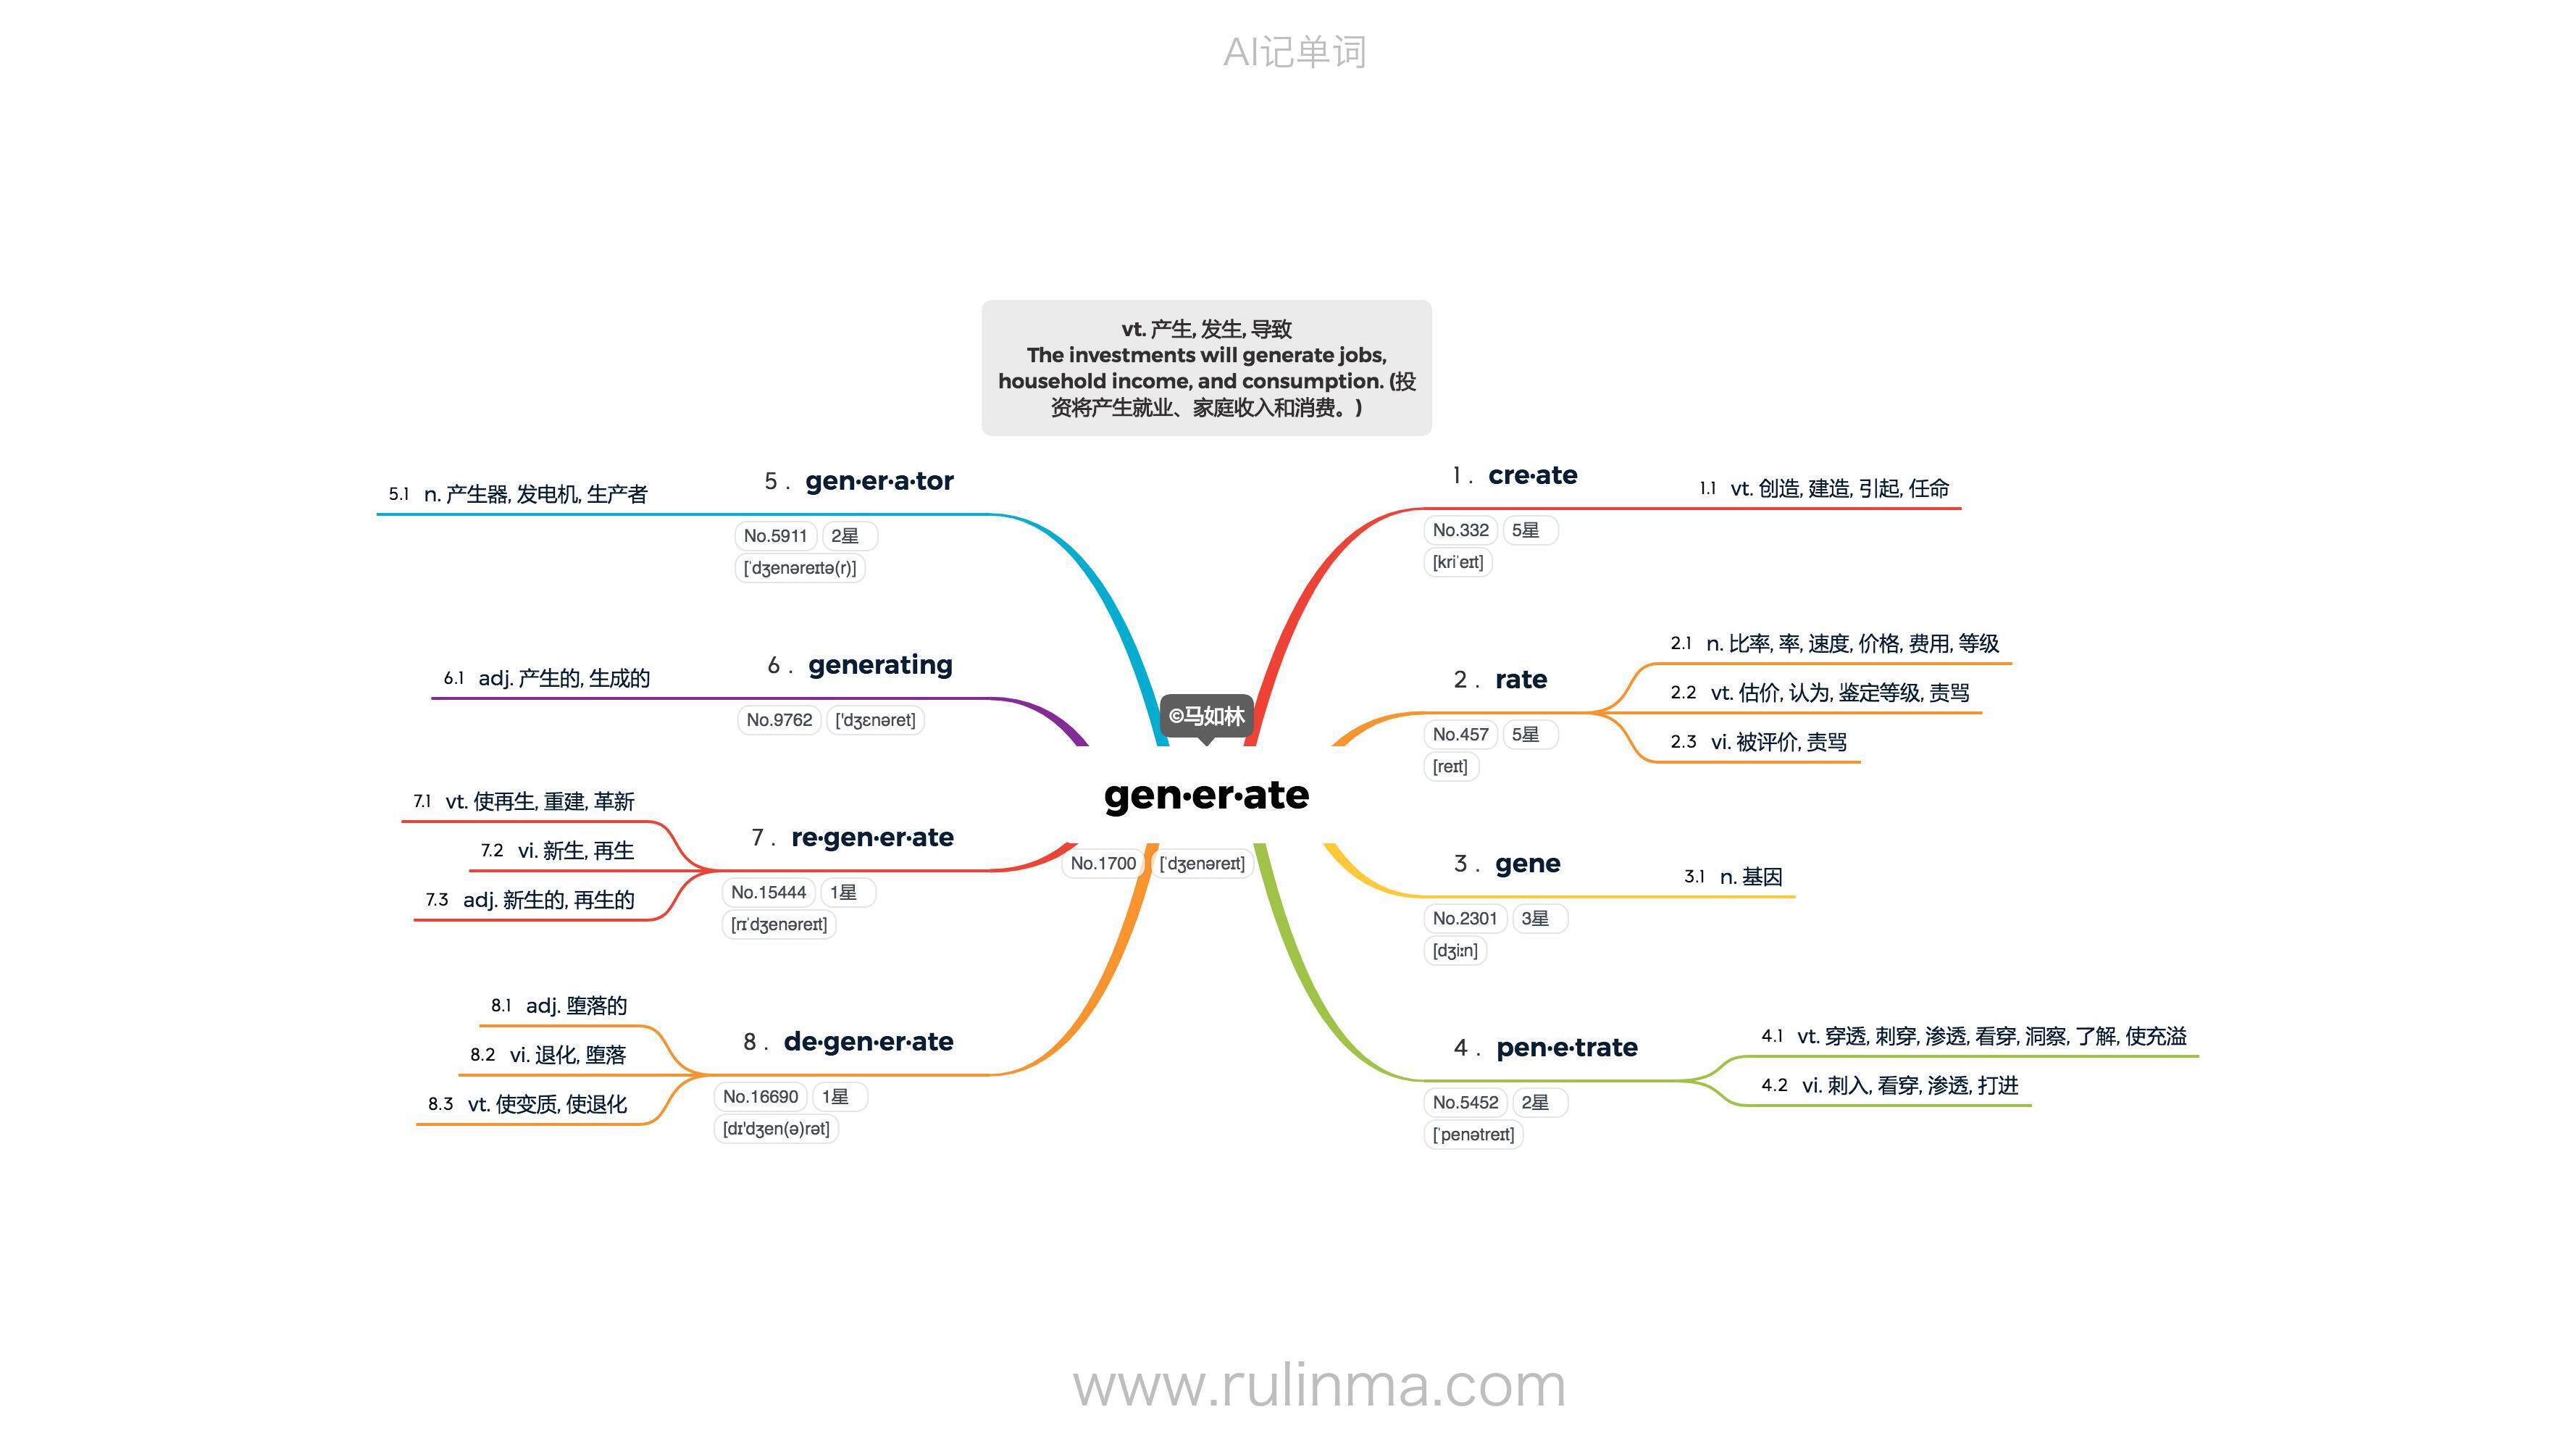 AI记单词
vt. 产生, 发生, 导致
The investments will generate jobs,
household income, and consumption. (投
资将产生就业、家庭收入和消费。)
©马如林
gen·er·ate
No.1700 [ˈdʒenəreɪt]
1. cre·ate
No.332 5星
[kriˈeɪt]
1.1 vt. 创造, 建造, 引起, 任命
2. rate
No.457 5星
[reɪt]
2.1 n. 比率, 率, 速度, 价格, 费用, 等级
2.2 vt. 估价, 认为, 鉴定等级, 责骂
2.3 vi. 被评价, 责骂
3. gene
No.2301 3星
[dʒiːn]
3.1 n. 基因
4. pen·e·trate
No.5452 2星
[ˈpenətreɪt]
4.1 vt. 穿透, 刺穿, 渗透, 看穿, 洞察, 了解, 使充溢
4.2 vi. 刺入, 看穿, 渗透, 打进
5. gen·er·a·tor
No.5911 2星
[ˈdʒenəreɪtə(r)]
5.1 n. 产生器, 发电机, 生产者
6. generating
No.9762 ['dʒɛnəret]
6.1 adj. 产生的, 生成的
7. re·gen·er·ate
No.15444 1星
[rɪˈdʒenəreɪt]
7.1 vt. 使再生, 重建, 革新
7.2 vi. 新生, 再生
7.3 adj. 新生的, 再生的
8. de·gen·er·ate
No.16690 1星
[dɪ'dʒen(ə)rət]
8.1 adj. 堕落的
8.2 vi. 退化, 堕落
8.3 vt. 使变质, 使退化
www.rulinma.com